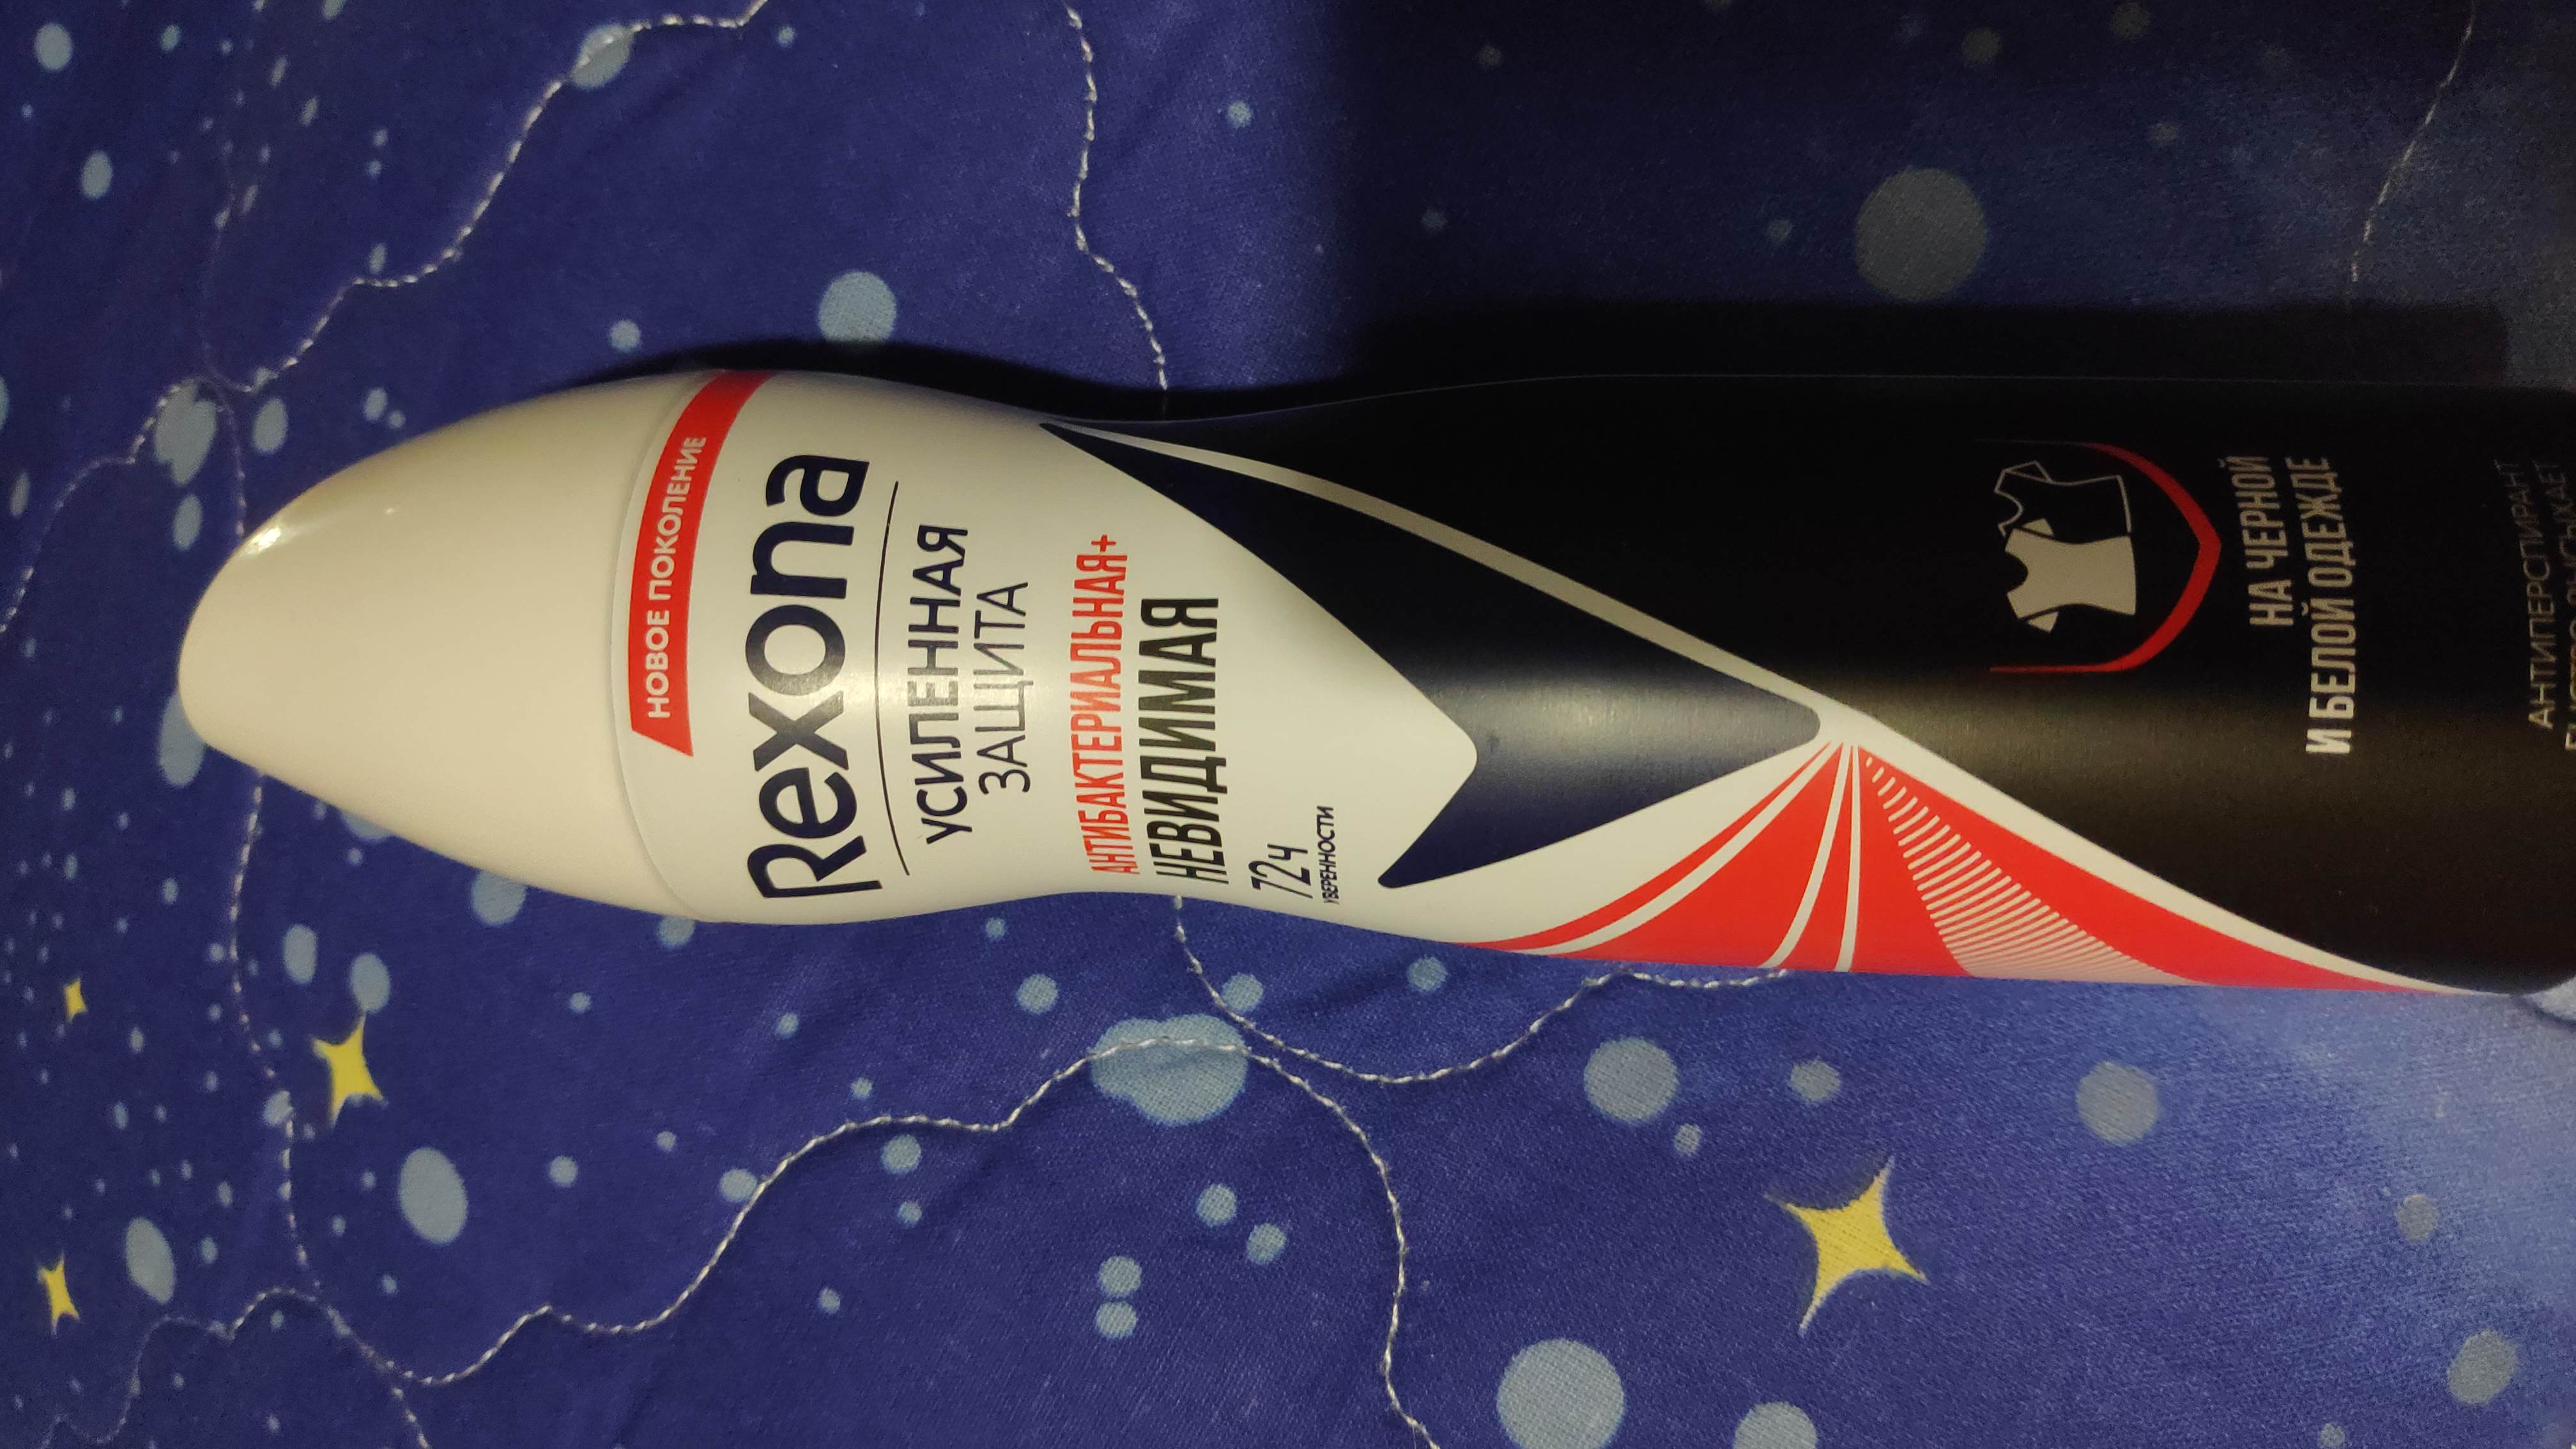 НОВОЕ ПОКОЛЕНИЕ
Rexona
УСИЛЕННАЯ
ЗАЩИТА
АНТИБАКТЕРИАЛЬНАЯ+
НЕВИДИМАЯ
72ч
УВЕРЕННОСТИ
НА ЧЕРНОЙ
И БЕЛОЙ ОДЕЖДЕ
АНТИПЕРСПИРАНТ